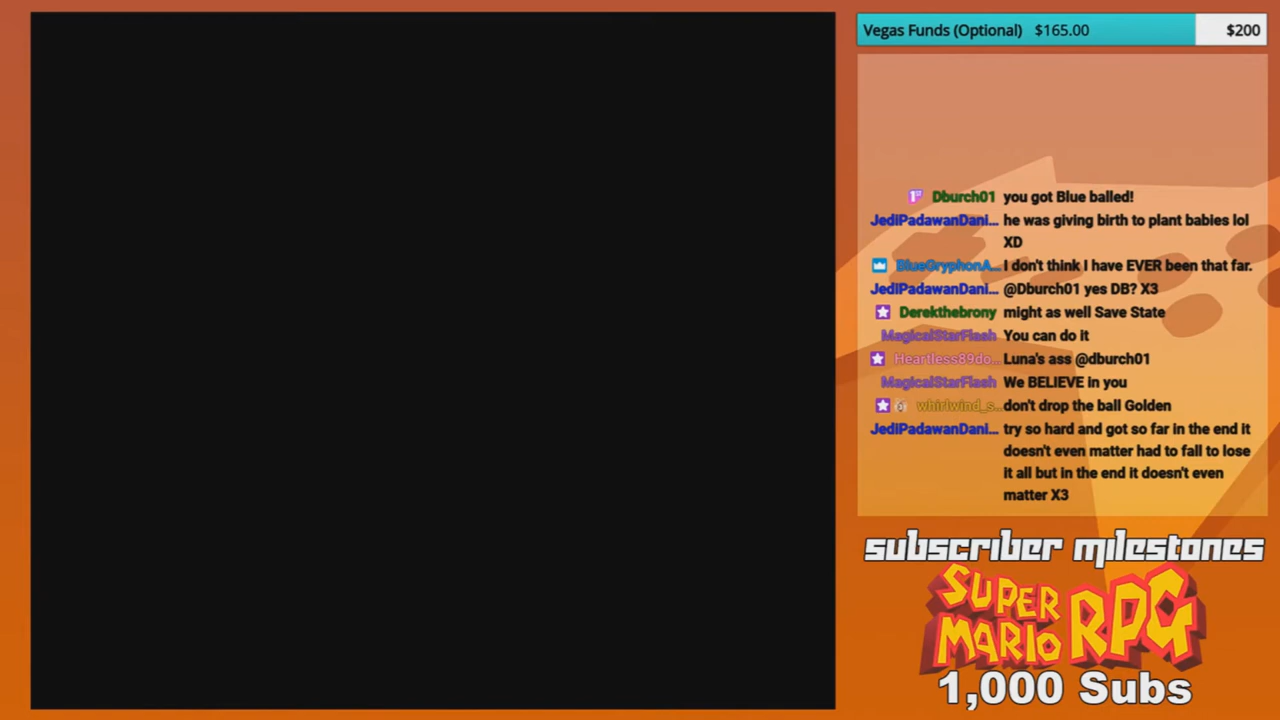 Vegas Funds (Optional) $165.00 $200
Dburch01 you got Blue balled!
JediPadawanDani... he was giving birth to plant babies lol
XD
BlueGryphonA... I don't think I have EVER been that far.
JediPadawanDani... @Dburch01 yes DB? X3
Derekthebrony might as well Save State
MagicalStarFlash You can do it
Heartless89do... Luna's ass @dburch01
MagicalStarFlash We BELIEVE in you
whirlwind_s... don't drop the ball Golden
JediPadawanDani... try so hard and got so far in the end it
doesn't even matter had to fall to lose
it all but in the end it doesn't even
matter X3
subscriber milestones
SUPER
MARIO RPG
1,000 Subs